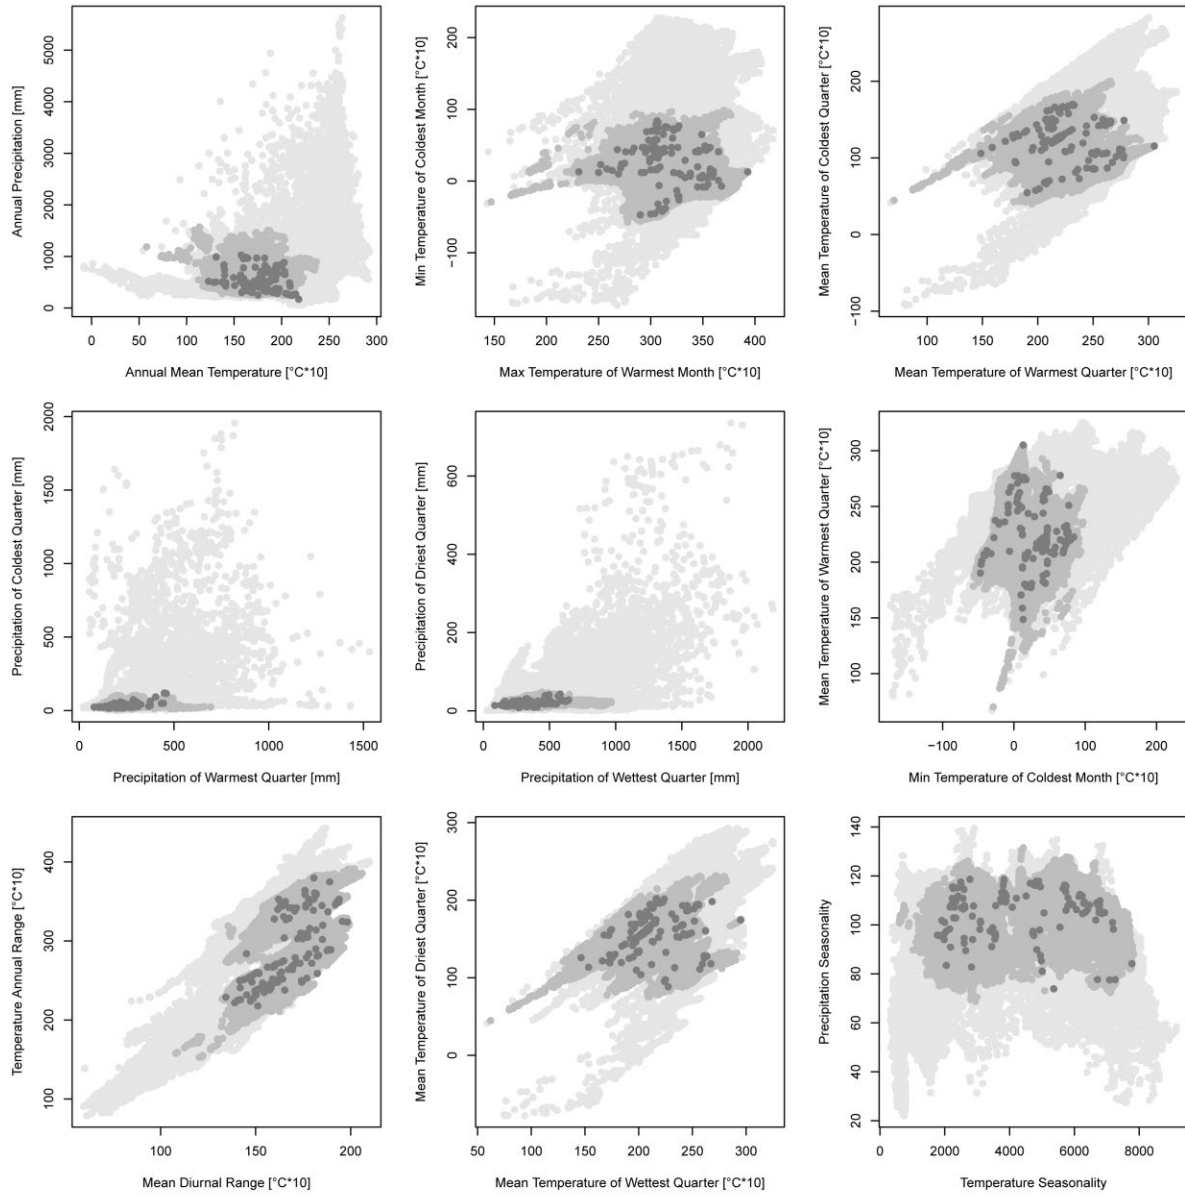 Annual Precipitation [mm]
5000
4000
3000
2000
1000
0
0 50 100 150 200 250 300
Annual Mean Temperature [°C*10]
Min Temperature of Coldest Month [°C*10]
200
100
0
−100
150 200 250 300 350 400
Max Temperature of Warmest Month [°C*10]
Mean Temperature of Coldest Quarter [°C*10]
200
100
0
−100
100 150 200 250 300
Mean Temperature of Warmest Quarter [°C*10]
Precipitation of Coldest Quarter [mm]
2000
1500
1000
500
0
0 500 1000 1500
Precipitation of Warmest Quarter [mm]
Precipitation of Driest Quarter [mm]
600
400
200
0
0 500 1000 1500 2000
Precipitation of Wettest Quarter [mm]
Mean Temperature of Warmest Quarter [°C*10]
300
250
200
150
100
−100 0 100 200
Min Temperature of Coldest Month [°C*10]
Temperature Annual Range [°C*10]
400
300
200
100
100 150 200
Mean Diurnal Range [°C*10]
Mean Temperature of Driest Quarter [°C*10]
300
200
100
0
50 100 150 200 250 300
Mean Temperature of Wettest Quarter [°C*10]
Precipitation Seasonality
140
120
100
80
60
40
20
0 2000 4000 6000 8000
Temperature Seasonality